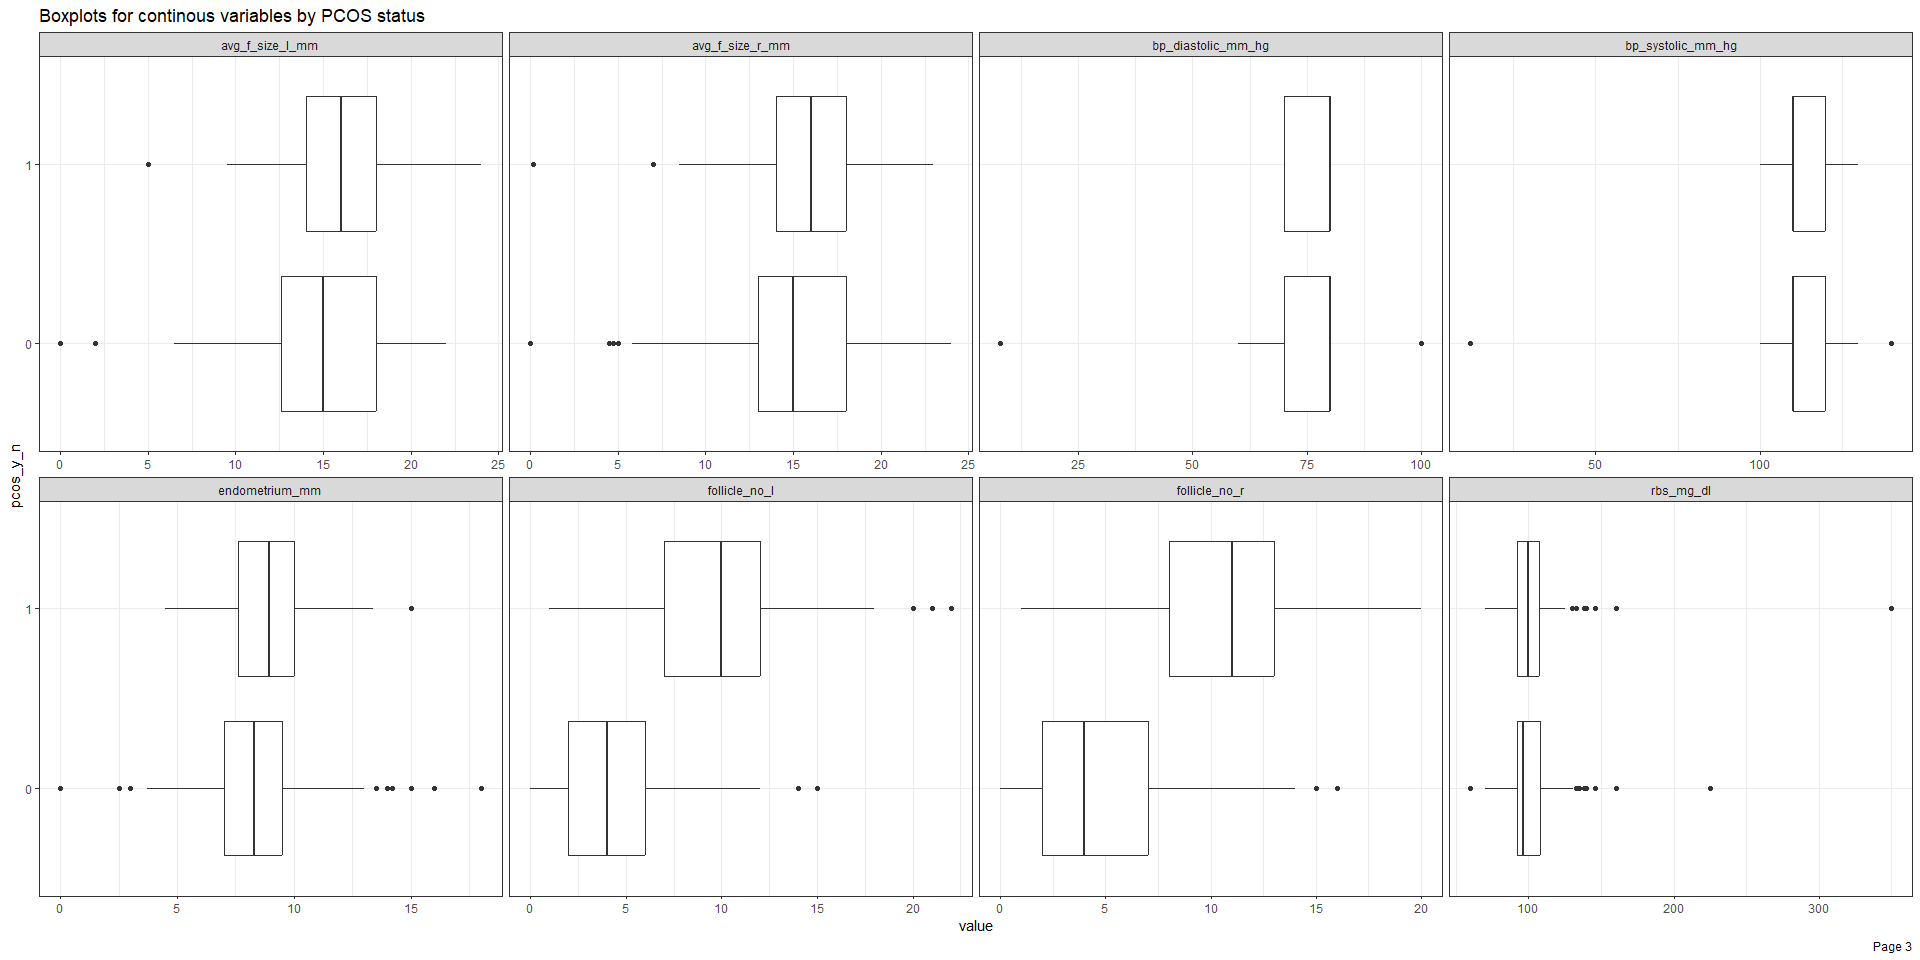 Boxplots for continous variables by PCOS status
avg_f_size_l_mm avg_f_size_r_mm bp_diastolic_mm_hg bp_systolic_mm_hg
1
0
0 5 10 15 20 25 0 5 10 15 20 25 25 50 75 100 50 100
pcos_y_n
endometrium_mm follicle_no_l follicle_no_r rbs_mg_dl
1
0
0 5 10 15 0 5 10 15 20 0 5 10 15 20 100 200 300
value
Page 3